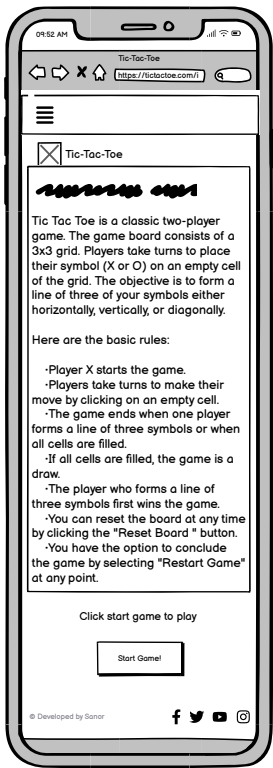 09:52 AM
Tic-Tac-Toe
https://tictactoe.com/i
Tic-Tac-Toe
Tic Tac Toe is a classic two-player
game. The game board consists of a
3x3 grid. Players take turns to place
their symbol (X or O) on an empty cell
of the grid. The objective is to form a
line of three of your symbols either
horizontally, vertically, or diagonally.
Here are the basic rules:
·Player X starts the game.
·Players take turns to make their
move by clicking on an empty cell.
·The game ends when one player
forms a line of three symbols or when
all cells are filled.
·If all cells are filled, the game is a
draw.
·The player who forms a line of
three symbols first wins the game.
·You can reset the board at any time
by clicking the "Reset Board " button.
·You have the option to conclude
the game by selecting "Restart Game"
at any point.
Click start game to play
Start Game!
© Developed by Sanor